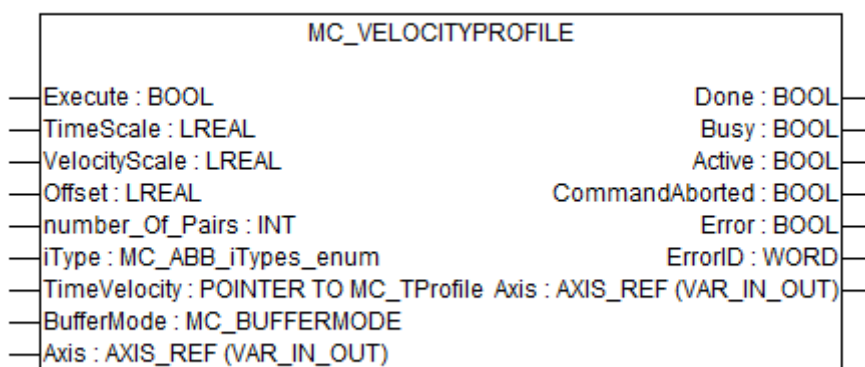 MC_VELOCITYPROFILE
Execute : BOOL Done : BOOL
TimeScale : LREAL Busy : BOOL
VelocityScale : LREAL Active : BOOL
Offset : LREAL CommandAborted : BOOL
number_Of_Pairs : INT Error : BOOL
iType : MC_ABB_iTypes_enum ErrorID : WORD
TimeVelocity : POINTER TO MC_TProfile Axis : AXIS_REF (VAR_IN_OUT)
BufferMode : MC_BUFFERMODE
Axis : AXIS_REF (VAR_IN_OUT)